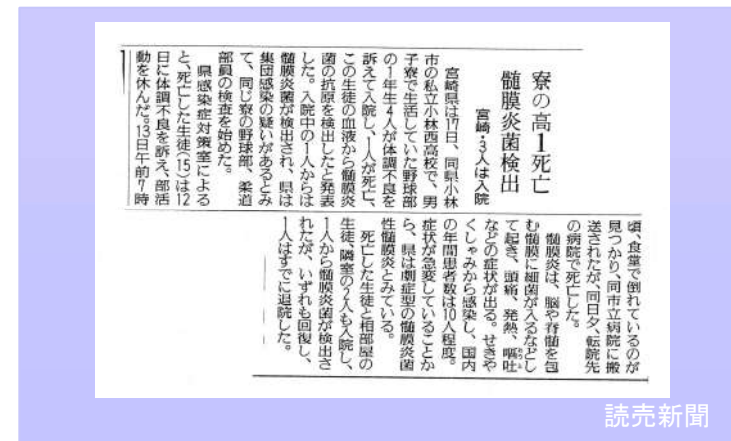 寮の高1死亡
髄膜炎菌検出
宮崎・3人は入院
宮崎県は17日、同県小林
市の私立小林西高校で、男
子寮で生活していた野球部
の1年生4人が体調不良を
訴えて入院し、1人が死亡、
この生徒の血液から髄膜炎
菌の抗原を検出したと発表
した。入院中の1人からは
髄膜炎菌が検出され、県は
集団感染の疑いがあるとみ
て、同じ寮の野球部、柔道
部員の検査を始めた。
県感染症対策室による
と、死亡した生徒(15)は12
日に体調不良を訴え、部活
動を休んだ。13日午前7時
頃、食堂で倒れているのが
見つかり、同市立病院に搬
送されたが、同日夕、転院先
の病院で死亡した。
髄膜炎は、脳や脊髄を包
む髄膜に細菌が入るなどし
て起き、頭痛、発熱、嘔吐
などの症状が出る。せきや
くしゃみから感染し、国内
の年間患者数は10人程度。
症状が急変していることか
ら、県は劇症型の髄膜炎菌
性髄膜炎とみている。
死亡した生徒と相部屋の
生徒、隣室の2人も入院し、
1人から髄膜炎菌が検出さ
れたが、いずれも回復し、
1人はすでに退院した。
読売新聞